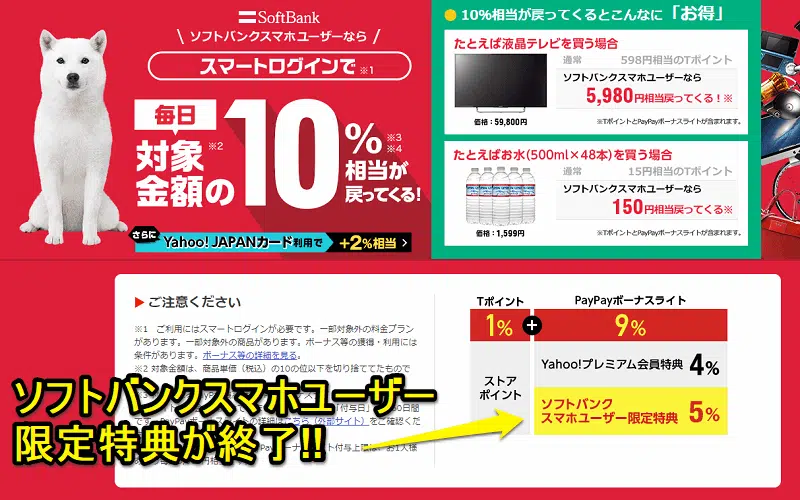 SoftBank
\ ソフトバンクスマホユーザーなら /
スマートログインで※1
毎日
対象※2
金額の
10%※3
※4
相当が
戻ってくる!
さらに
Yahoo! JAPANカード利用で +2%相当 >
10%相当が戻ってくるとこんなに「お得」
たとえば液晶テレビを買う場合
通常 598円相当のTポイント
ソフトバンクスマホユーザーなら
5,980円相当戻ってくる!※
価格:59,800円
※TポイントとPayPayボーナスライトが含まれます。
たとえばお水(500ml×48本)を買う場合
通常 15円相当のTポイント
ソフトバンクスマホユーザーなら
150円相当戻ってくる※
価格:1,599円
※TポイントとPayPayボーナスライトが含まれます。
ご注意ください
※1 ご利用にはスマートログインが必要です。一部対象外の料金プラン
があります。一部対象外の商品があります。ボーナス等の獲得・利用には
条件があります。ボーナス等の詳細を見る。
※2 対象金額は、商品単価(税込)の10の位以下を切り捨ててたもので
「付与日」
(外部サイト)をご確認くだ
ソフトバンクスマホユーザー
限定特典が終了!!
Tポイント
PayPayボーナスライト
1% + 9%
ストア
ポイント
Yahoo!プレミアム会員特典 4%
ソフトバンク
スマホユーザー限定特典 5%